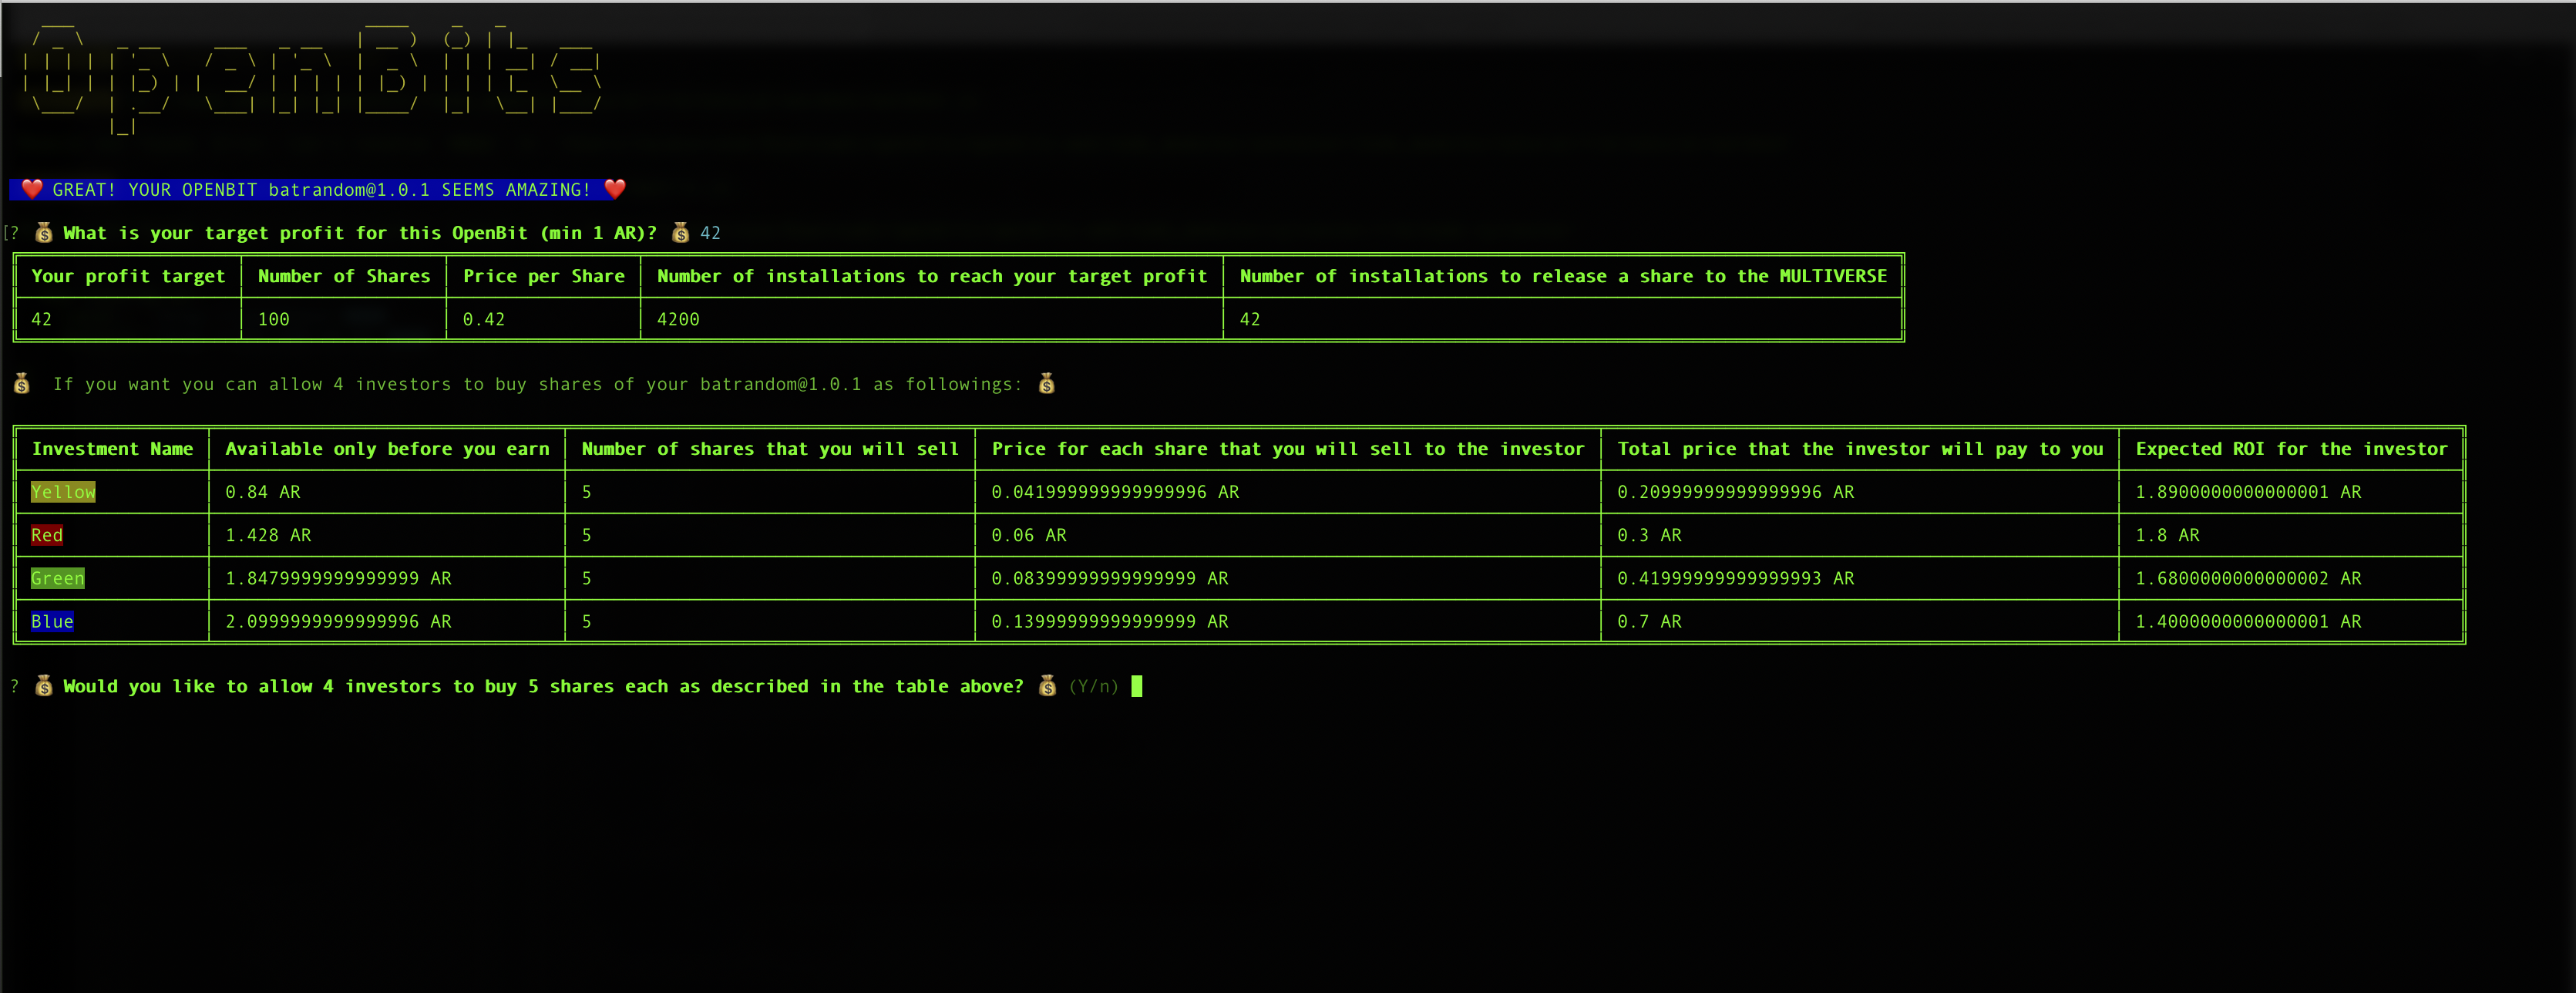 OpenBits
❤️ GREAT! YOUR OPENBIT batrandom@1.0.1 SEEMS AMAZING! ❤️
[? 💰 What is your target profit for this OpenBit (min 1 AR)? 💰 42
Your profit target | Number of Shares | Price per Share | Number of installations to reach your target profit | Number of installations to release a share to the MULTIVERSE
42 | 100 | 0.42 | 4200 | 42
💰 If you want you can allow 4 investors to buy shares of your batrandom@1.0.1 as followings: 💰
Investment Name | Available only before you earn | Number of shares that you will sell | Price for each share that you will sell to the investor | Total price that the investor will pay to you | Expected ROI for the investor
Yellow | 0.84 AR | 5 | 0.041999999999999996 AR | 0.20999999999999996 AR | 1.8900000000000001 AR
Red | 1.428 AR | 5 | 0.06 AR | 0.3 AR | 1.8 AR
Green | 1.8479999999999999 AR | 5 | 0.08399999999999999 AR | 0.41999999999999993 AR | 1.6800000000000002 AR
Blue | 2.0999999999999996 AR | 5 | 0.13999999999999999 AR | 0.7 AR | 1.4000000000000001 AR
? 💰 Would you like to allow 4 investors to buy 5 shares each as described in the table above? 💰 (Y/n)